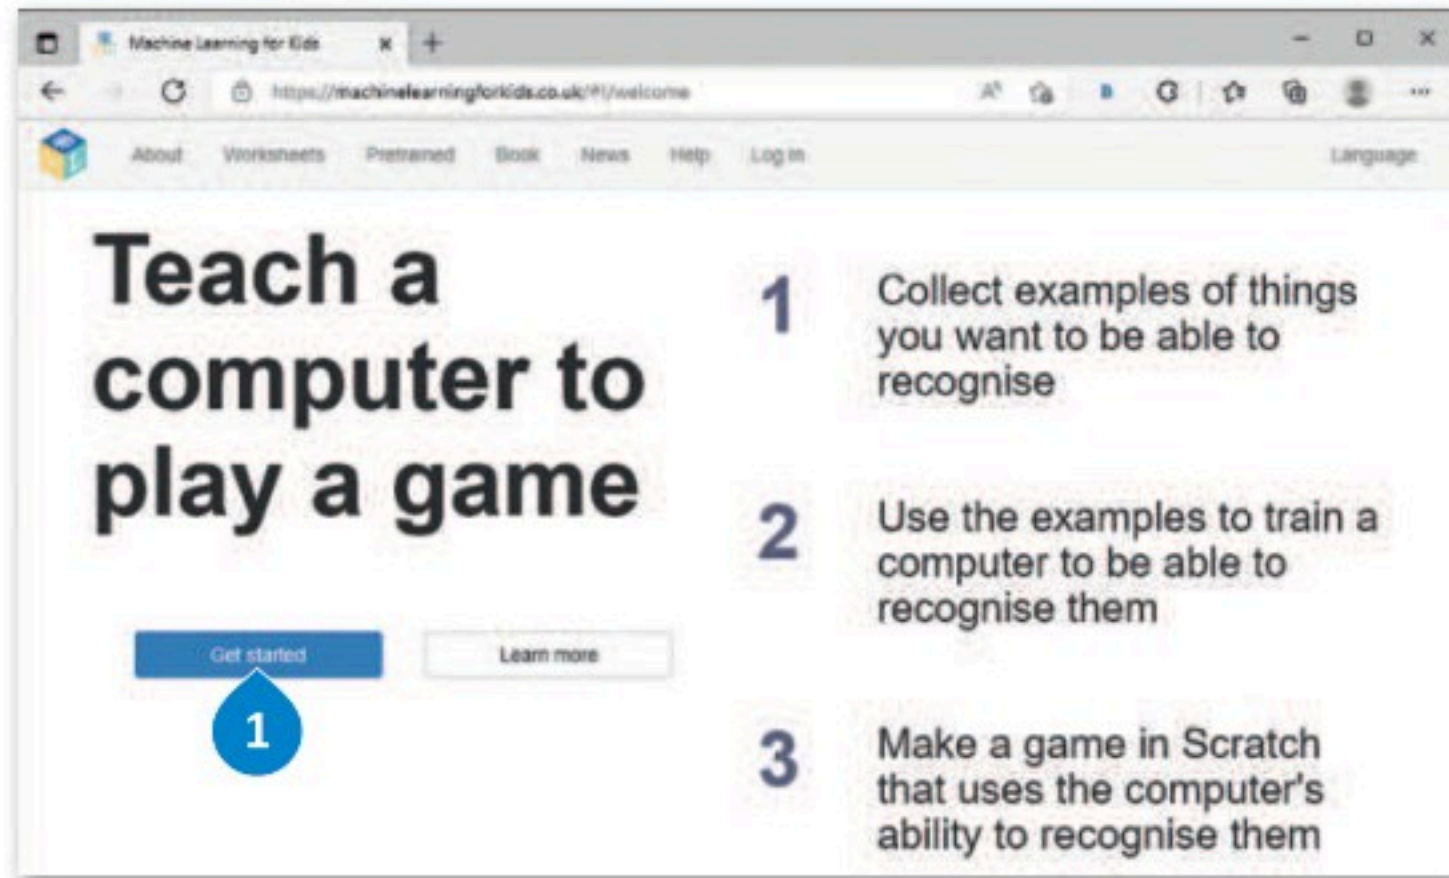 Machine Learning for Kids
https://machinelearningforkids.co.uk/#!/welcome
About Worksheets Pretrained Book News Help Log In Language
Teach a
computer to
play a game
Get started Learn more
1
1 Collect examples of things
you want to be able to
recognise
2 Use the examples to train a
computer to be able to
recognise them
3 Make a game in Scratch
that uses the computer's
ability to recognise them